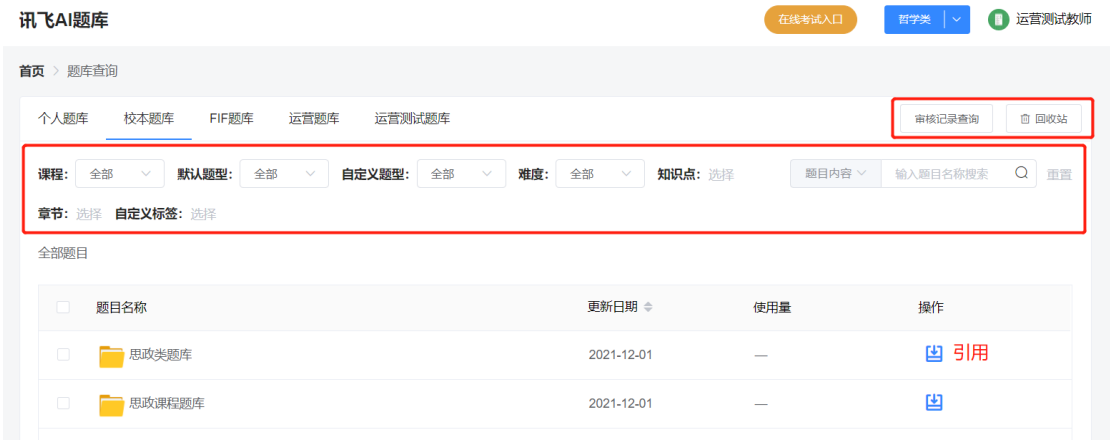 讯飞AI题库 在线考试入口 哲学类 运营测试教师
首页 > 题库查询
个人题库 校本题库 FIF题库 运营题库 运营测试题库 审核记录查询 回收站
课程： 全部 默认题型： 全部 自定义题型： 全部 难度： 全部 知识点： 选择 题目内容 输入题目名称搜索 重置
章节： 选择 自定义标签： 选择
全部题目
题目名称 更新日期 使用量 操作
思政类题库 2021-12-01 — 引用
思政课程题库 2021-12-01 —